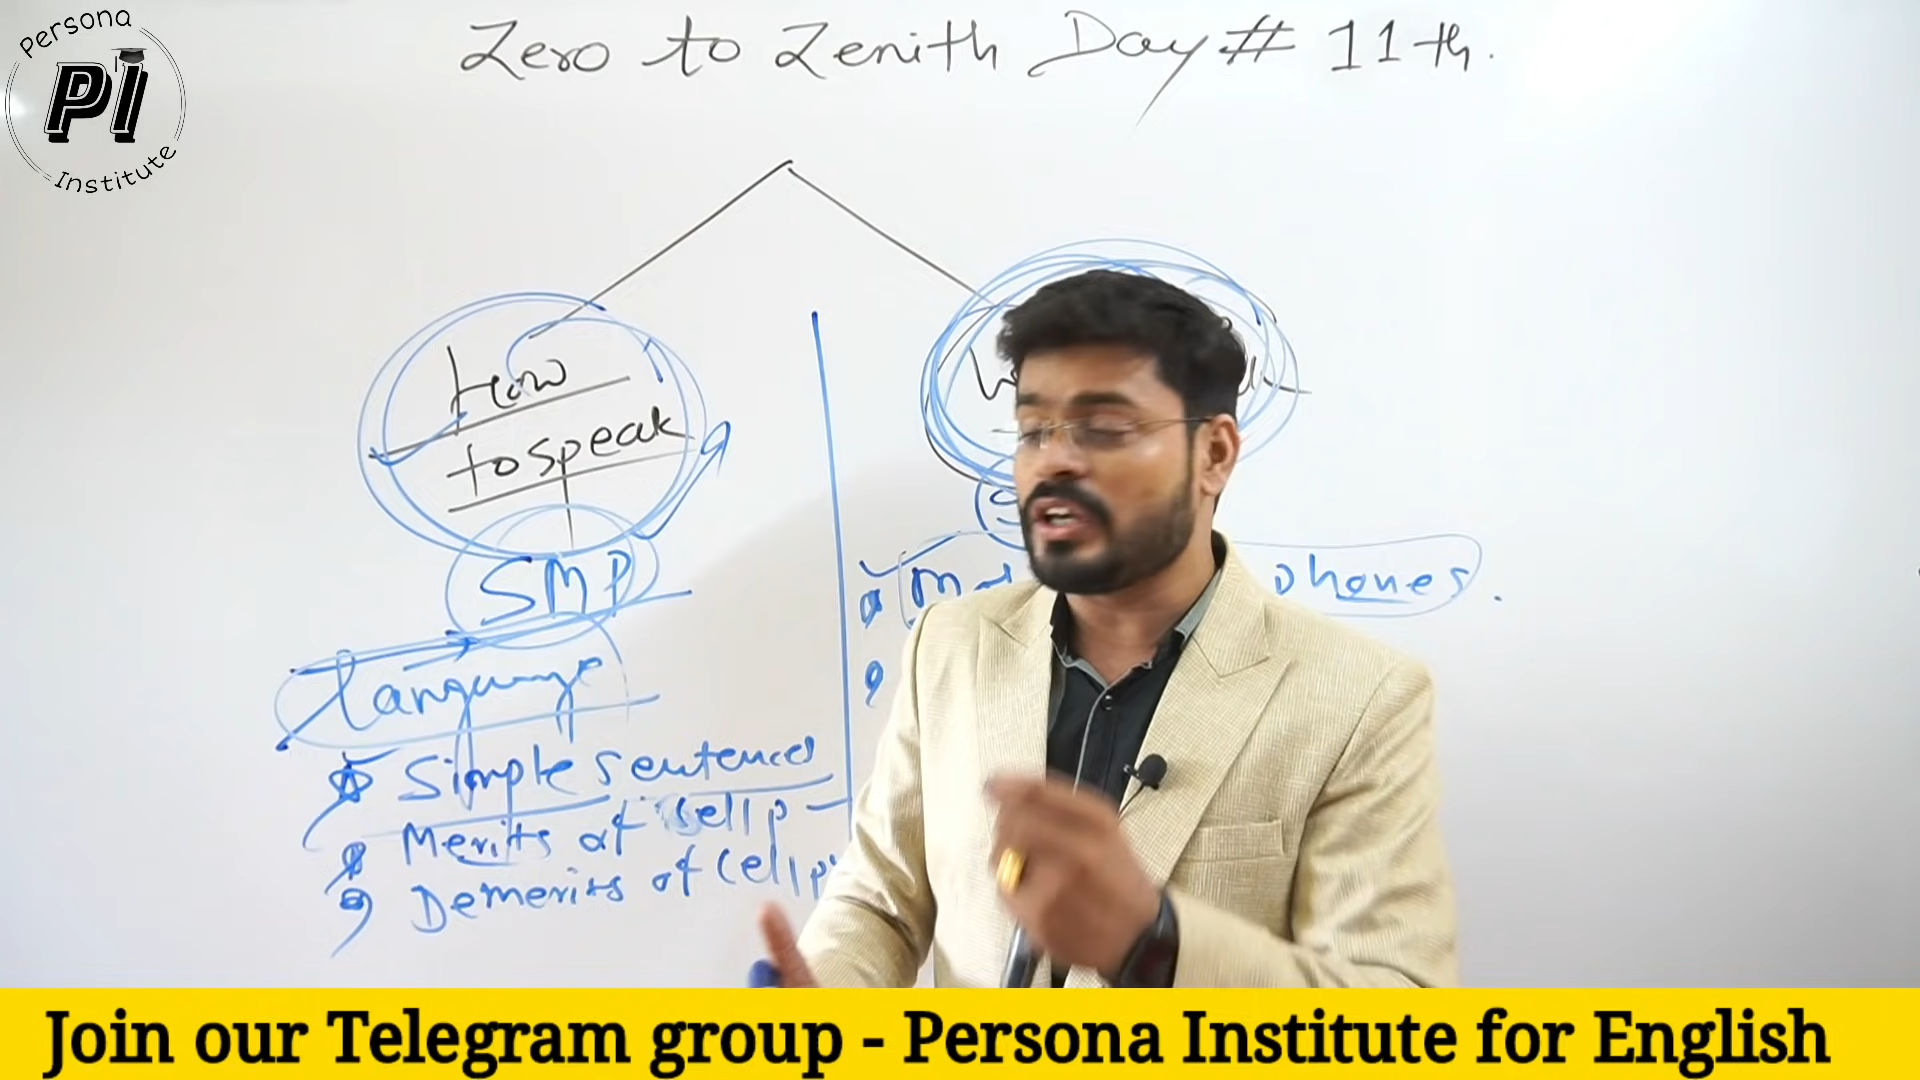 Persona
PI
Institute
Zero to Zenith Day # 11th.
How
to speak
SMP
language
Simple sentences
Merits of cellp
Demerits of cellp
phones.
Join our Telegram group - Persona Institute for English